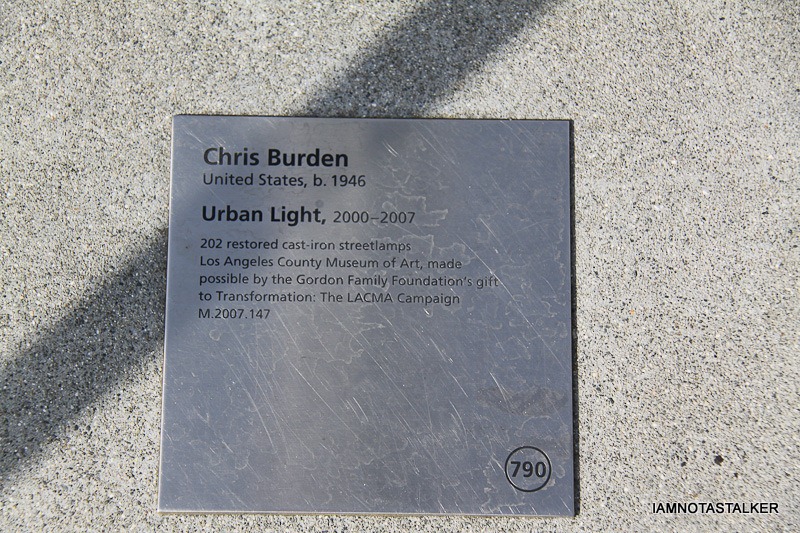 Chris Burden
United States, b. 1946
Urban Light, 2000–2007
202 restored cast-iron streetlamps
Los Angeles County Museum of Art, made
possible by the Gordon Family Foundation's gift
to Transformation: The LACMA Campaign
M.2007.147
790
IAMNOTASTALKER